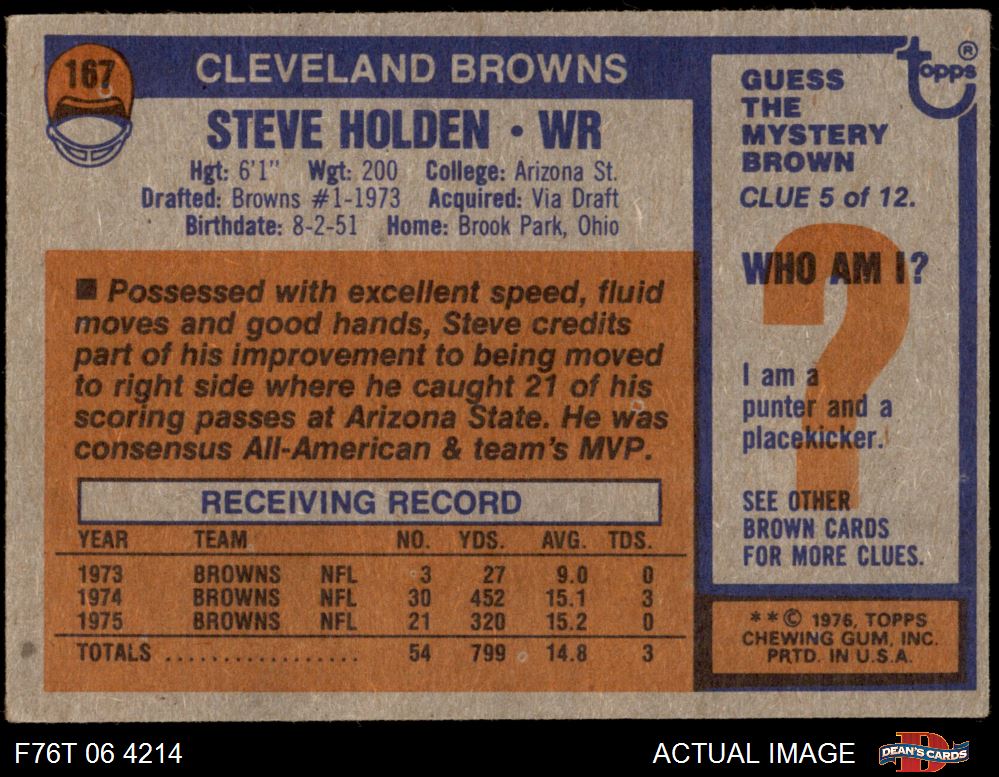 167
CLEVELAND BROWNS
STEVE HOLDEN • WR
Hgt: 6'1" Wgt: 200 College: Arizona St.
Drafted: Browns #1-1973 Acquired: Via Draft
Birthdate: 8-2-51 Home: Brook Park, Ohio
■ Possessed with excellent speed, fluid
moves and good hands, Steve credits
part of his improvement to being moved
to right side where he caught 21 of his
scoring passes at Arizona State. He was
consensus All-American & team's MVP.
RECEIVING RECORD
YEAR TEAM NO. YDS. AVG. TDS.
1973 BROWNS NFL 3 27 9.0 0
1974 BROWNS NFL 30 452 15.1 3
1975 BROWNS NFL 21 320 15.2 0
TOTALS .................. 54 799 14.8 3
topps ®
GUESS
THE
MYSTERY
BROWN
CLUE 5 of 12.
WHO AM I?
?
I am a
punter and a
placekicker.
SEE OTHER
BROWN CARDS
FOR MORE CLUES.
**© 1976, TOPPS
CHEWING GUM, INC.
PRTD. IN U.S.A.
F76T 06 4214
ACTUAL IMAGE
DEAN'S CARDS